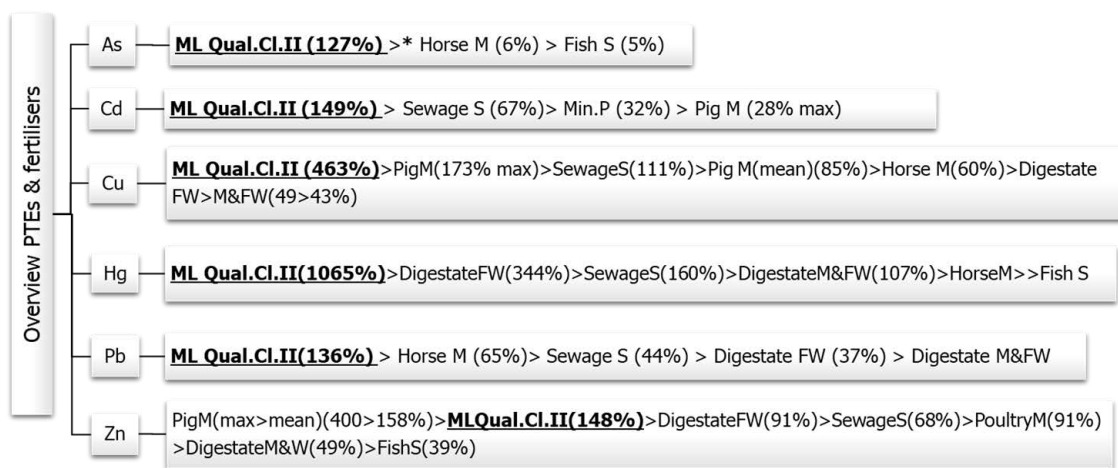 Overview PTEs & fertilisers
As
ML Qual.Cl.II (127%) >* Horse M (6%) > Fish S (5%)
Cd
ML Qual.Cl.II (149%) > Sewage S (67%)> Min.P (32%) > Pig M (28% max)
Cu
ML Qual.Cl.II (463%)>PigM(173% max)>SewageS(111%)>Pig M(mean)(85%)>Horse M(60%)>Digestate
FW>M&FW(49>43%)
Hg
ML Qual.Cl.II(1065%)>DigestateFW(344%)>SewageS(160%)>DigestateM&FW(107%)>HorseM>>Fish S
Pb
ML Qual.Cl.II(136%) > Horse M (65%)> Sewage S (44%) > Digestate FW (37%) > Digestate M&FW
Zn
PigM(max>mean)(400>158%)>MLQual.Cl.II(148%)>DigestateFW(91%)>SewageS(68%)>PoultryM(91%)
>DigestateM&W(49%)>FishS(39%)